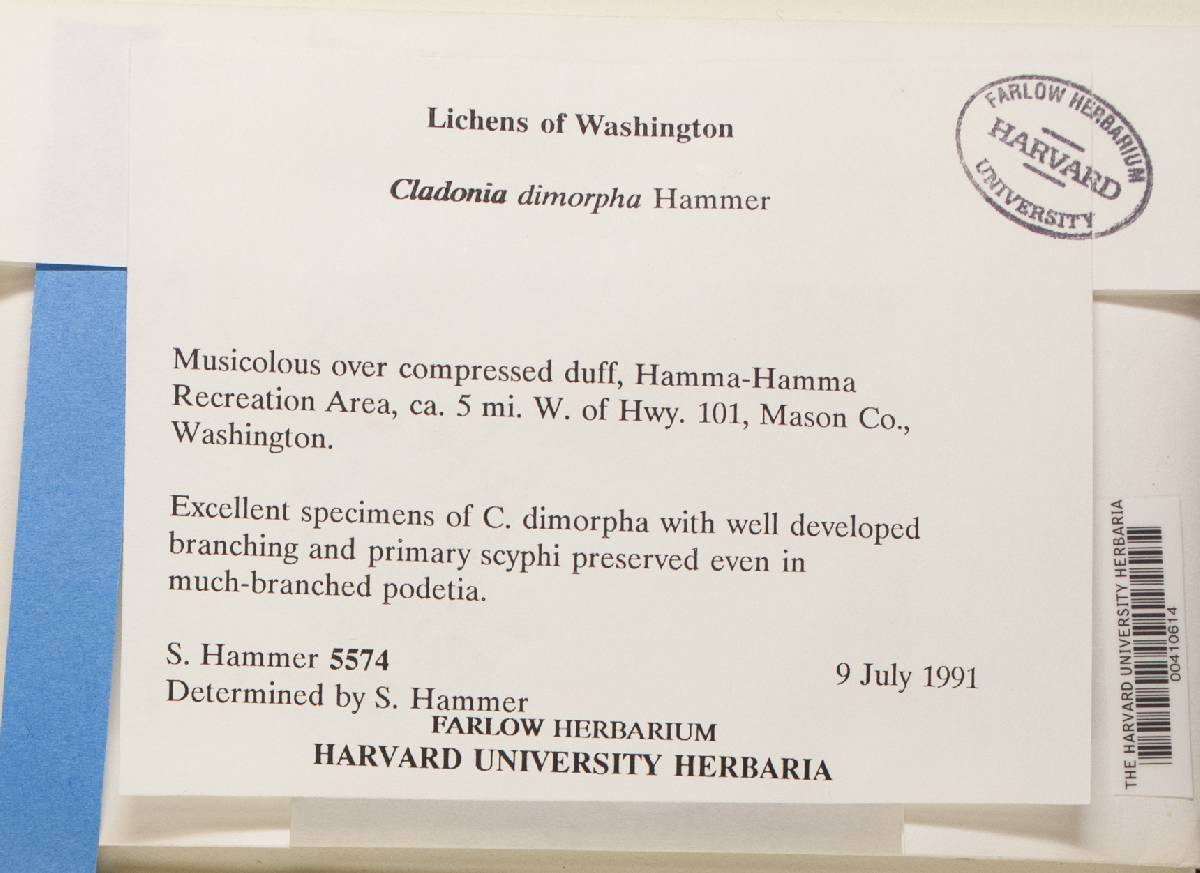 Lichens of Washington
Cladonia dimorpha Hammer
FARLOW HERBARIUM
HARVARD
UNIVERSITY
Musicolous over compressed duff, Hamma-Hamma
Recreation Area, ca. 5 mi. W. of Hwy. 101, Mason Co.,
Washington.
Excellent specimens of C. dimorpha with well developed
branching and primary scyphi preserved even in
much-branched podetia.
S. Hammer 5574
9 July 1991
Determined by S. Hammer
FARLOW HERBARIUM
HARVARD UNIVERSITY HERBARIA
THE HARVARD UNIVERSITY HERBARIA
00410614